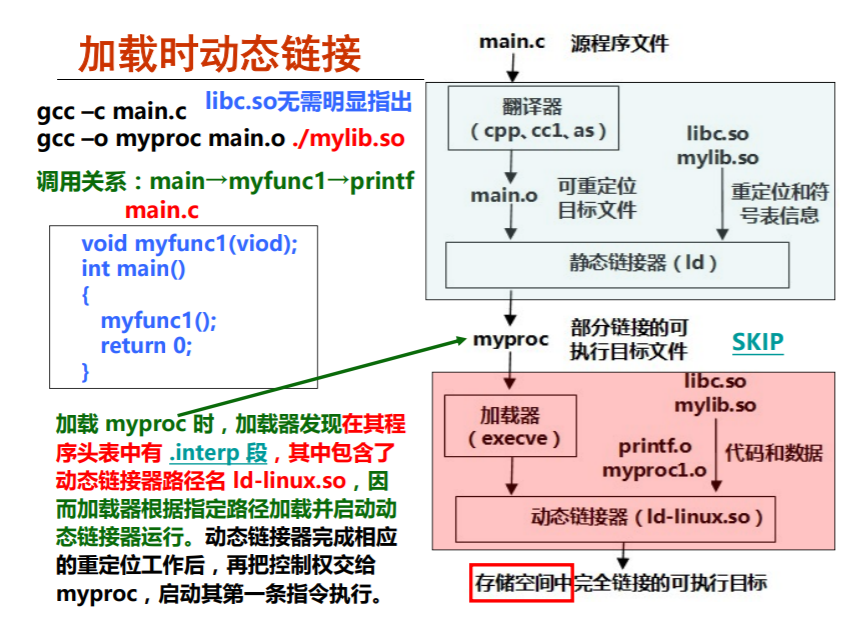 加载时动态链接
gcc –c main.c libc.so无需明显指出
gcc –o myproc main.o ./mylib.so
调用关系：main→myfunc1→printf
main.c
void myfunc1(viod);
int main()
{
myfunc1();
return 0;
}
加载 myproc 时，加载器发现在其程
序头表中有 .interp 段，其中包含了
动态链接器路径名 ld-linux.so，因
而加载器根据指定路径加载并启动动
态链接器运行。动态链接器完成相应
的重定位工作后，再把控制权交给
myproc，启动其第一条指令执行。
main.c 源程序文件
翻译器
（cpp、cc1、as）
libc.so
mylib.so
main.o
可重定位
目标文件
重定位和符
号表信息
静态链接器（ld）
myproc
部分链接的可
执行目标文件
SKIP
libc.so
mylib.so
加载器
（execve）
printf.o
myproc1.o
代码和数据
动态链接器（ld-linux.so）
存储空间中完全链接的可执行目标